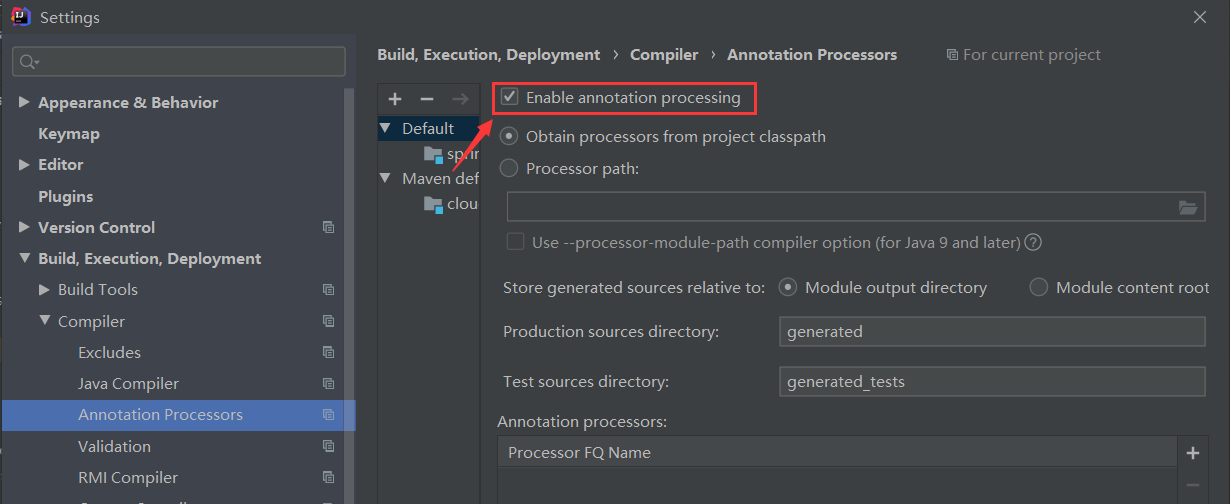 Settings
Appearance & Behavior
Keymap
Editor
Plugins
Version Control
Build, Execution, Deployment
Build Tools
Compiler
Excludes
Java Compiler
Annotation Processors
Validation
RMI Compiler
Build, Execution, Deployment › Compiler › Annotation Processors
For current project
Default
sprin
Maven def
clou
Enable annotation processing
Obtain processors from project classpath
Processor path:
Use --processor-module-path compiler option (for Java 9 and later)
Store generated sources relative to: Module output directory Module content root
Production sources directory: generated
Test sources directory: generated_tests
Annotation processors:
Processor FQ Name